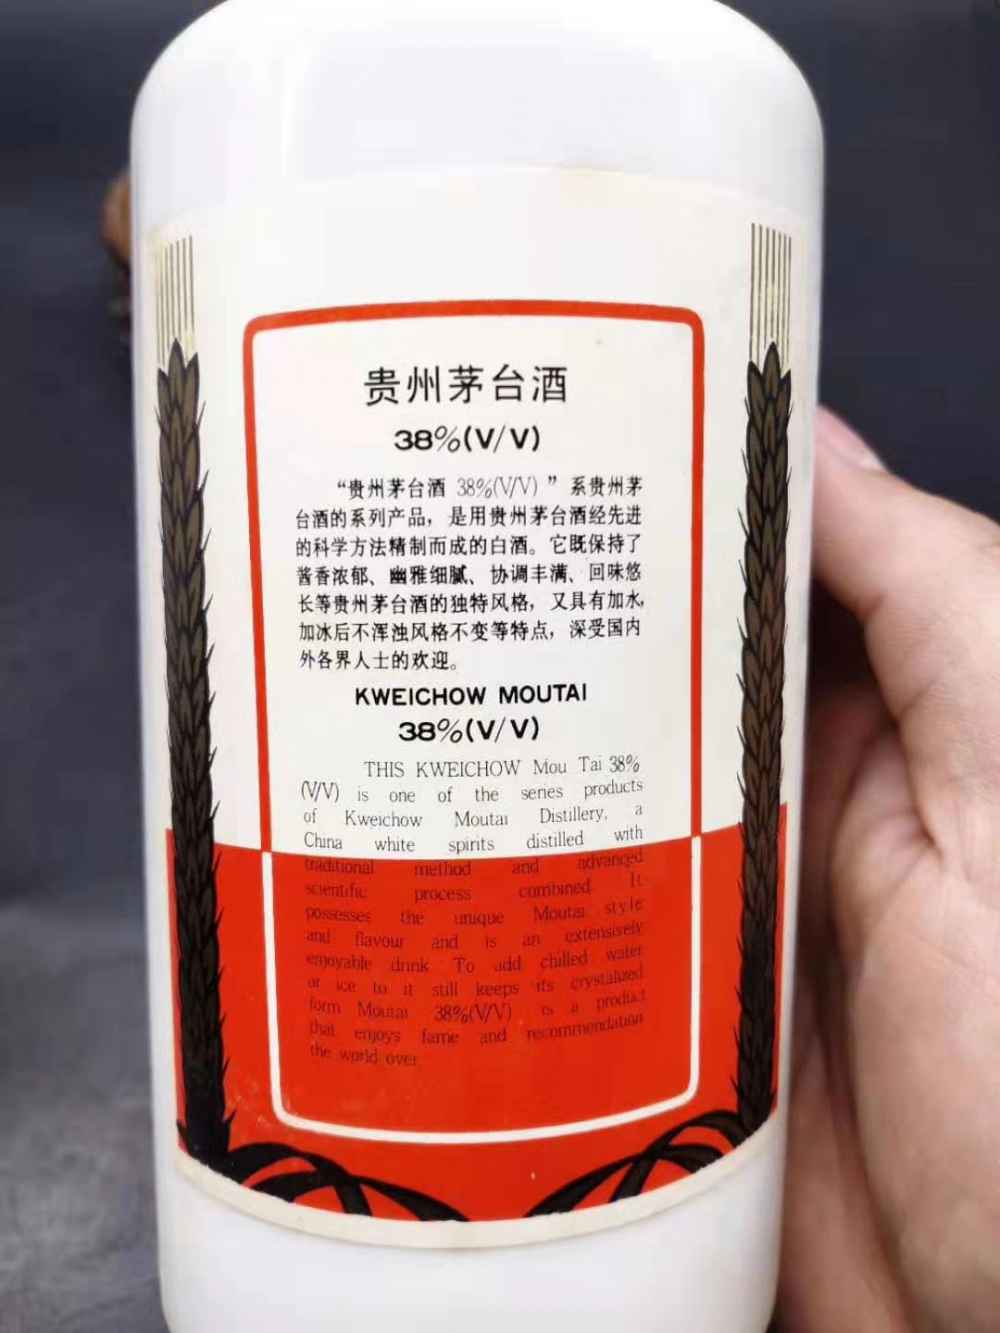 贵州茅台酒
38%(V/V)
“贵州茅台酒 38%(V/V)”系贵州茅
台酒的系列产品，是用贵州茅台酒经先进
的科学方法精制而成的白酒。它既保持了
酱香浓郁、幽雅细腻、协调丰满、回味悠
长等贵州茅台酒的独特风格，又具有加水，
加冰后不浑浊风格不变等特点，深受国内
外各界人士的欢迎。
KWEICHOW MOUTAI
38%(V/V)
THIS KWEICHOW Mou Tai 38%
(V/V) is one of the series products
of Kweichow Moutai Distillery, a
China white spirits distilled with
traditional method and advanced
scientific process combined. It
possesses the unique Moutai style
and flavour and is an extensively
enjoyable drink To add chilled water
or ice to it still keeps its crystalized
form Moutai 38%(V/V) is a product
that enjoys fame and recommendation
the world over